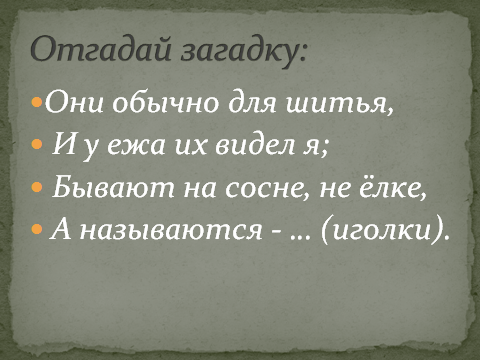 Отгадай загадку:
•Они обычно для шитья,
• И у ежа их видел я;
• Бывают на сосне, не ёлке,
• А называются - ... (иголки).